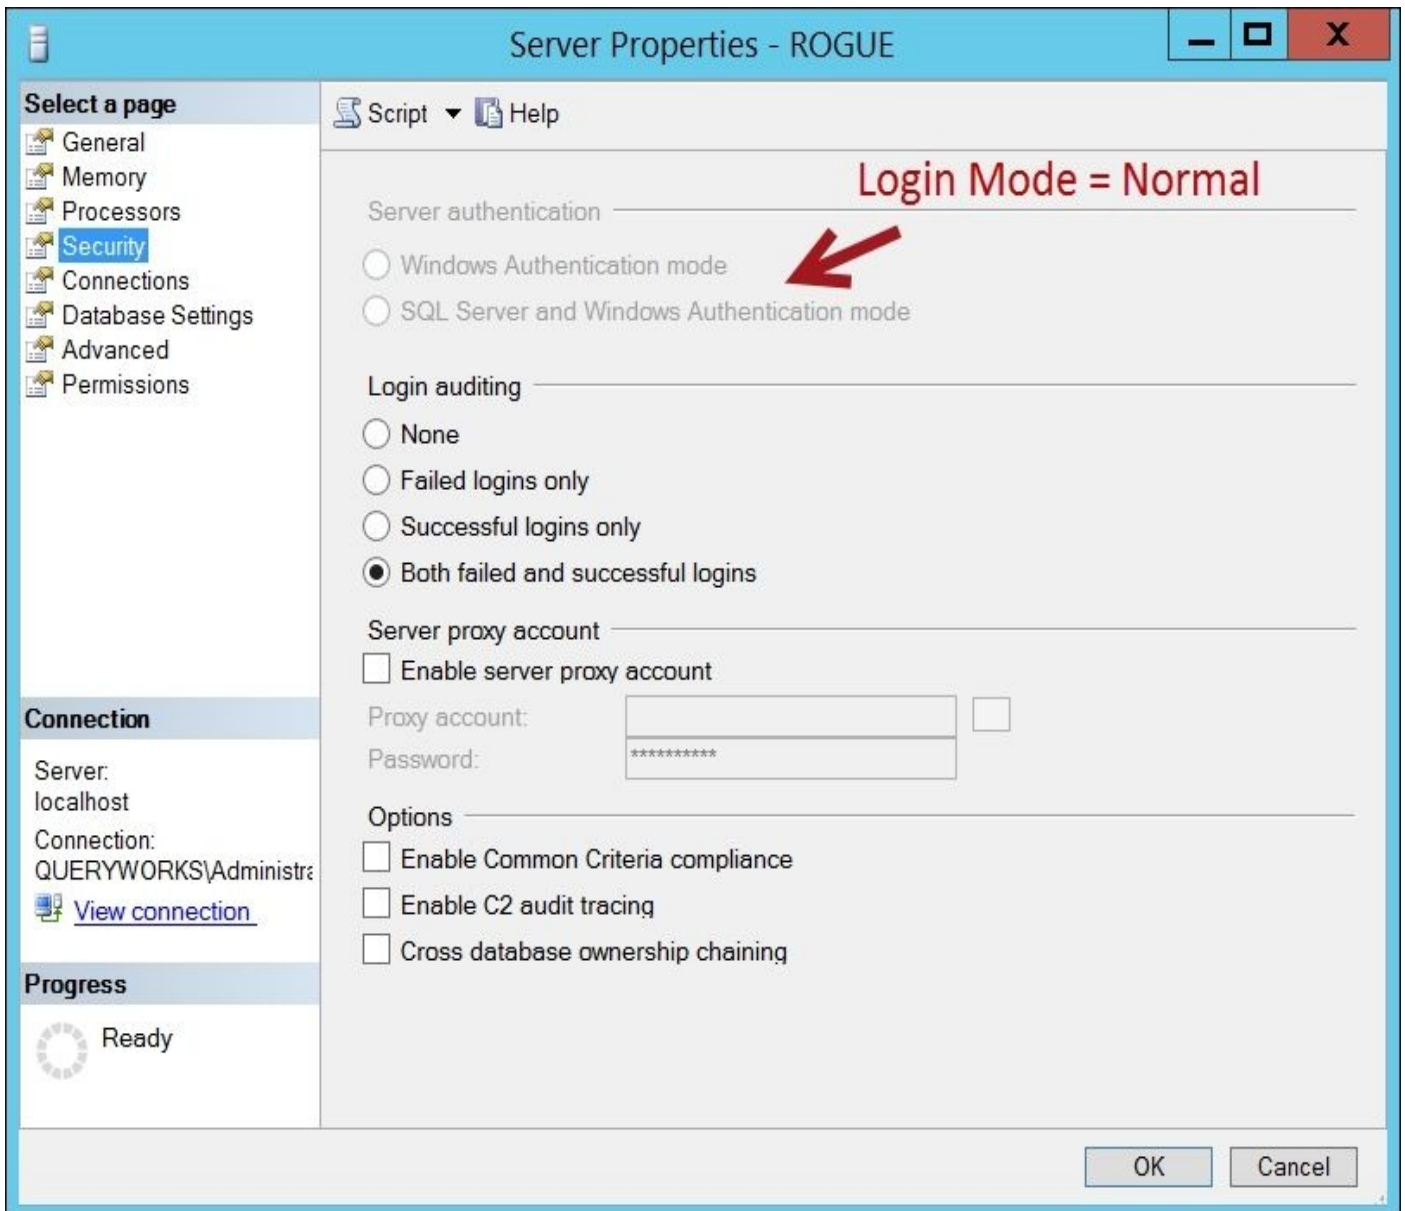 Server Properties - ROGUE
X
Select a page
General
Memory
Processors
Security
Connections
Database Settings
Advanced
Permissions
Connection
Server:
localhost
Connection:
QUERYWORKS\Administra
View connection
Progress
Ready
Script Help
Login Mode = Normal
Server authentication
Windows Authentication mode
SQL Server and Windows Authentication mode
Login auditing
None
Failed logins only
Successful logins only
Both failed and successful logins
Server proxy account
Enable server proxy account
Proxy account:
Password: **********
Options
Enable Common Criteria compliance
Enable C2 audit tracing
Cross database ownership chaining
OK Cancel